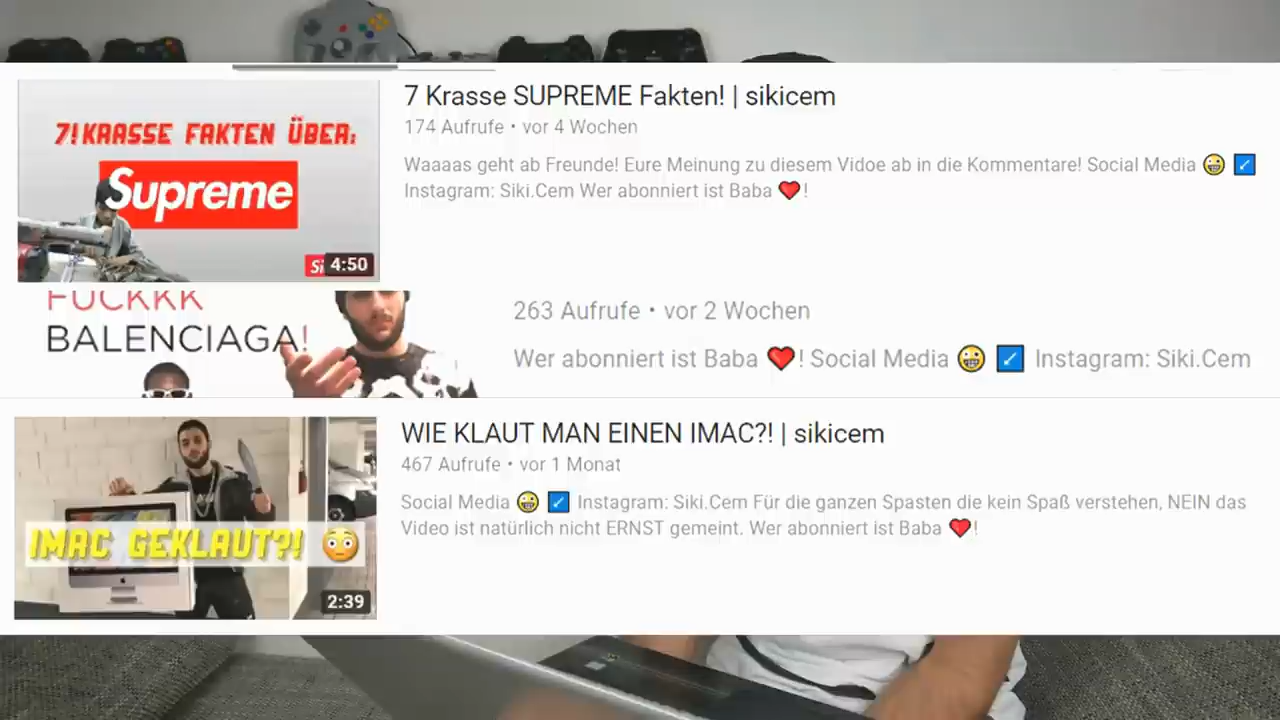 7 Krasse SUPREME Fakten! | sikicem
174 Aufrufe • vor 4 Wochen
Waaaas geht ab Freunde! Eure Meinung zu diesem Vidoe ab in die Kommentare! Social Media 😀 ↙️
Instagram: Siki.Cem Wer abonniert ist Baba ❤️!
7! KRASSE FAKTEN ÜBER:
Supreme
Si
4:50
FUCKKK
BALENCIAGA!
263 Aufrufe • vor 2 Wochen
Wer abonniert ist Baba ❤️! Social Media 😀 ↙️ Instagram: Siki.Cem
WIE KLAUT MAN EINEN IMAC?! | sikicem
467 Aufrufe • vor 1 Monat
Social Media 😀 ↙️ Instagram: Siki.Cem Für die ganzen Spasten die kein Spaß verstehen, NEIN das
Video ist natürlich nicht ERNST gemeint. Wer abonniert ist Baba ❤️!
IMAC GEKLAUT?! 😳
2:39